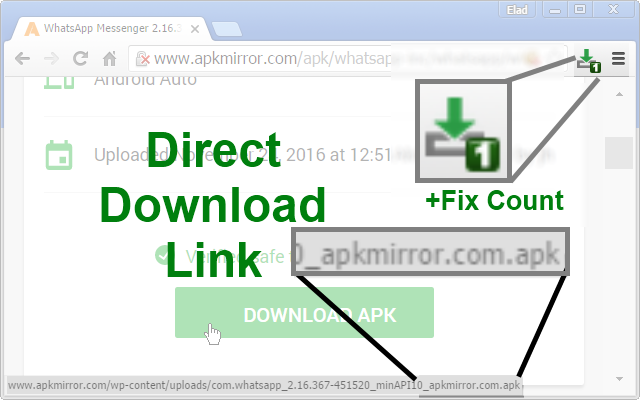 Elad
WhatsApp Messenger 2.16.3
www.apkmirror.com/apk/whatsapp
1
Android Auto
Uploaded November 2 2016 at 12:51
Direct
Download
Link
1
+Fix Count
Verified safe
0_apkmirror.com.apk
DOWNLOAD APK
www.apkmirror.com/wp-content/uploads/com.whatsapp_2.16.367-451520_minAPI10_apkmirror.com.apk